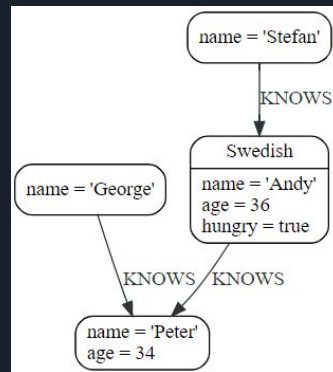 name = 'Stefan'
KNOWS
Swedish
name = 'Andy'
age = 36
hungry = true
name = 'George'
KNOWS
KNOWS
name = 'Peter'
age = 34